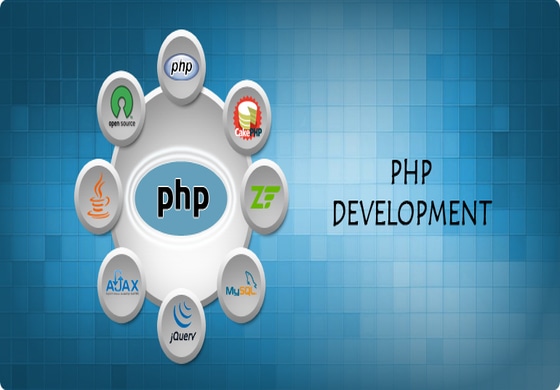 php
open source
CakePHP
php
ZF
AJAX
MySQL
jQuery
PHP
DEVELOPMENT